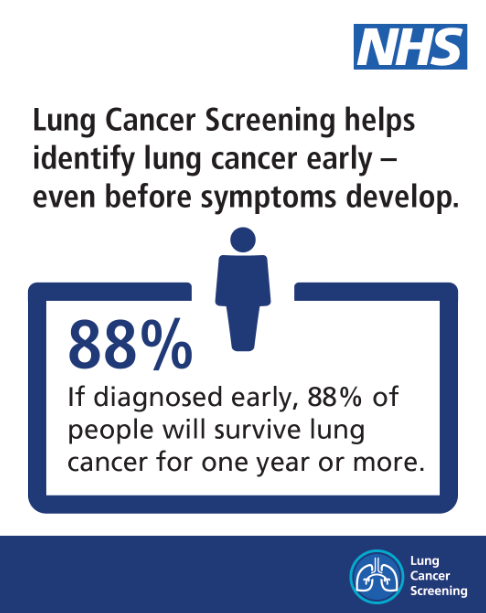 NHS
Lung Cancer Screening helps
identify lung cancer early –
even before symptoms develop.
88%
If diagnosed early, 88% of
people will survive lung
cancer for one year or more.
Lung
Cancer
Screening